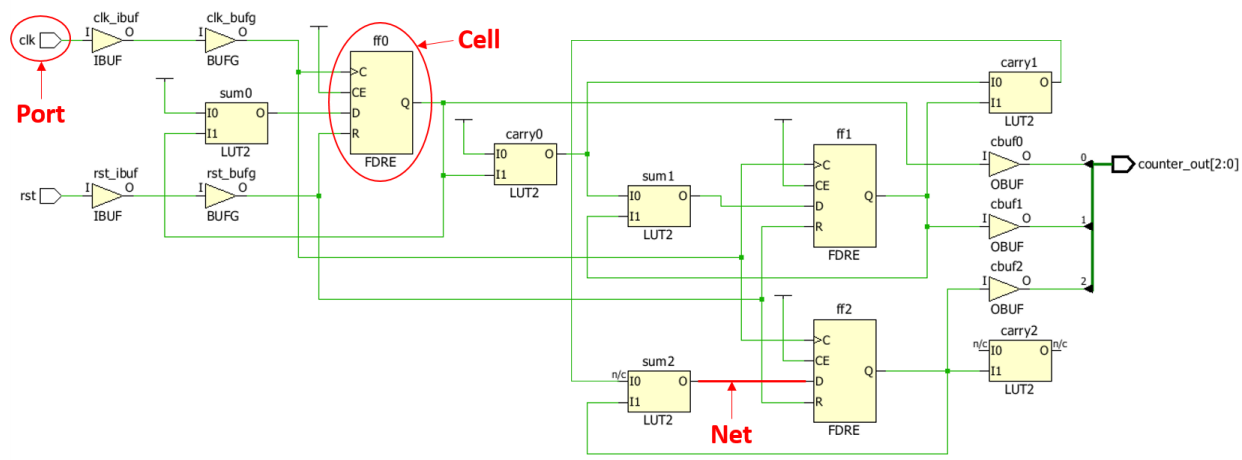 clk
Port
clk_ibuf
I
O
IBUF
clk_bufg
I
O
BUFG
sum0
I0
I1
O
LUT2
ff0
>C
CE
D
R
Q
FDRE
Cell
rst
rst_ibuf
I
O
IBUF
rst_bufg
I
O
BUFG
carry0
I0
I1
O
LUT2
sum1
I0
I1
O
LUT2
ff1
>C
CE
D
R
Q
FDRE
carry1
I0
I1
O
LUT2
cbuf0
I
O
OBUF
cbuf1
I
O
OBUF
cbuf2
I
O
OBUF
0
1
2
counter_out[2:0]
sum2
n/c
I0
I1
O
LUT2
Net
ff2
>C
CE
D
R
Q
FDRE
carry2
n/c
I0
I1
O
n/c
LUT2